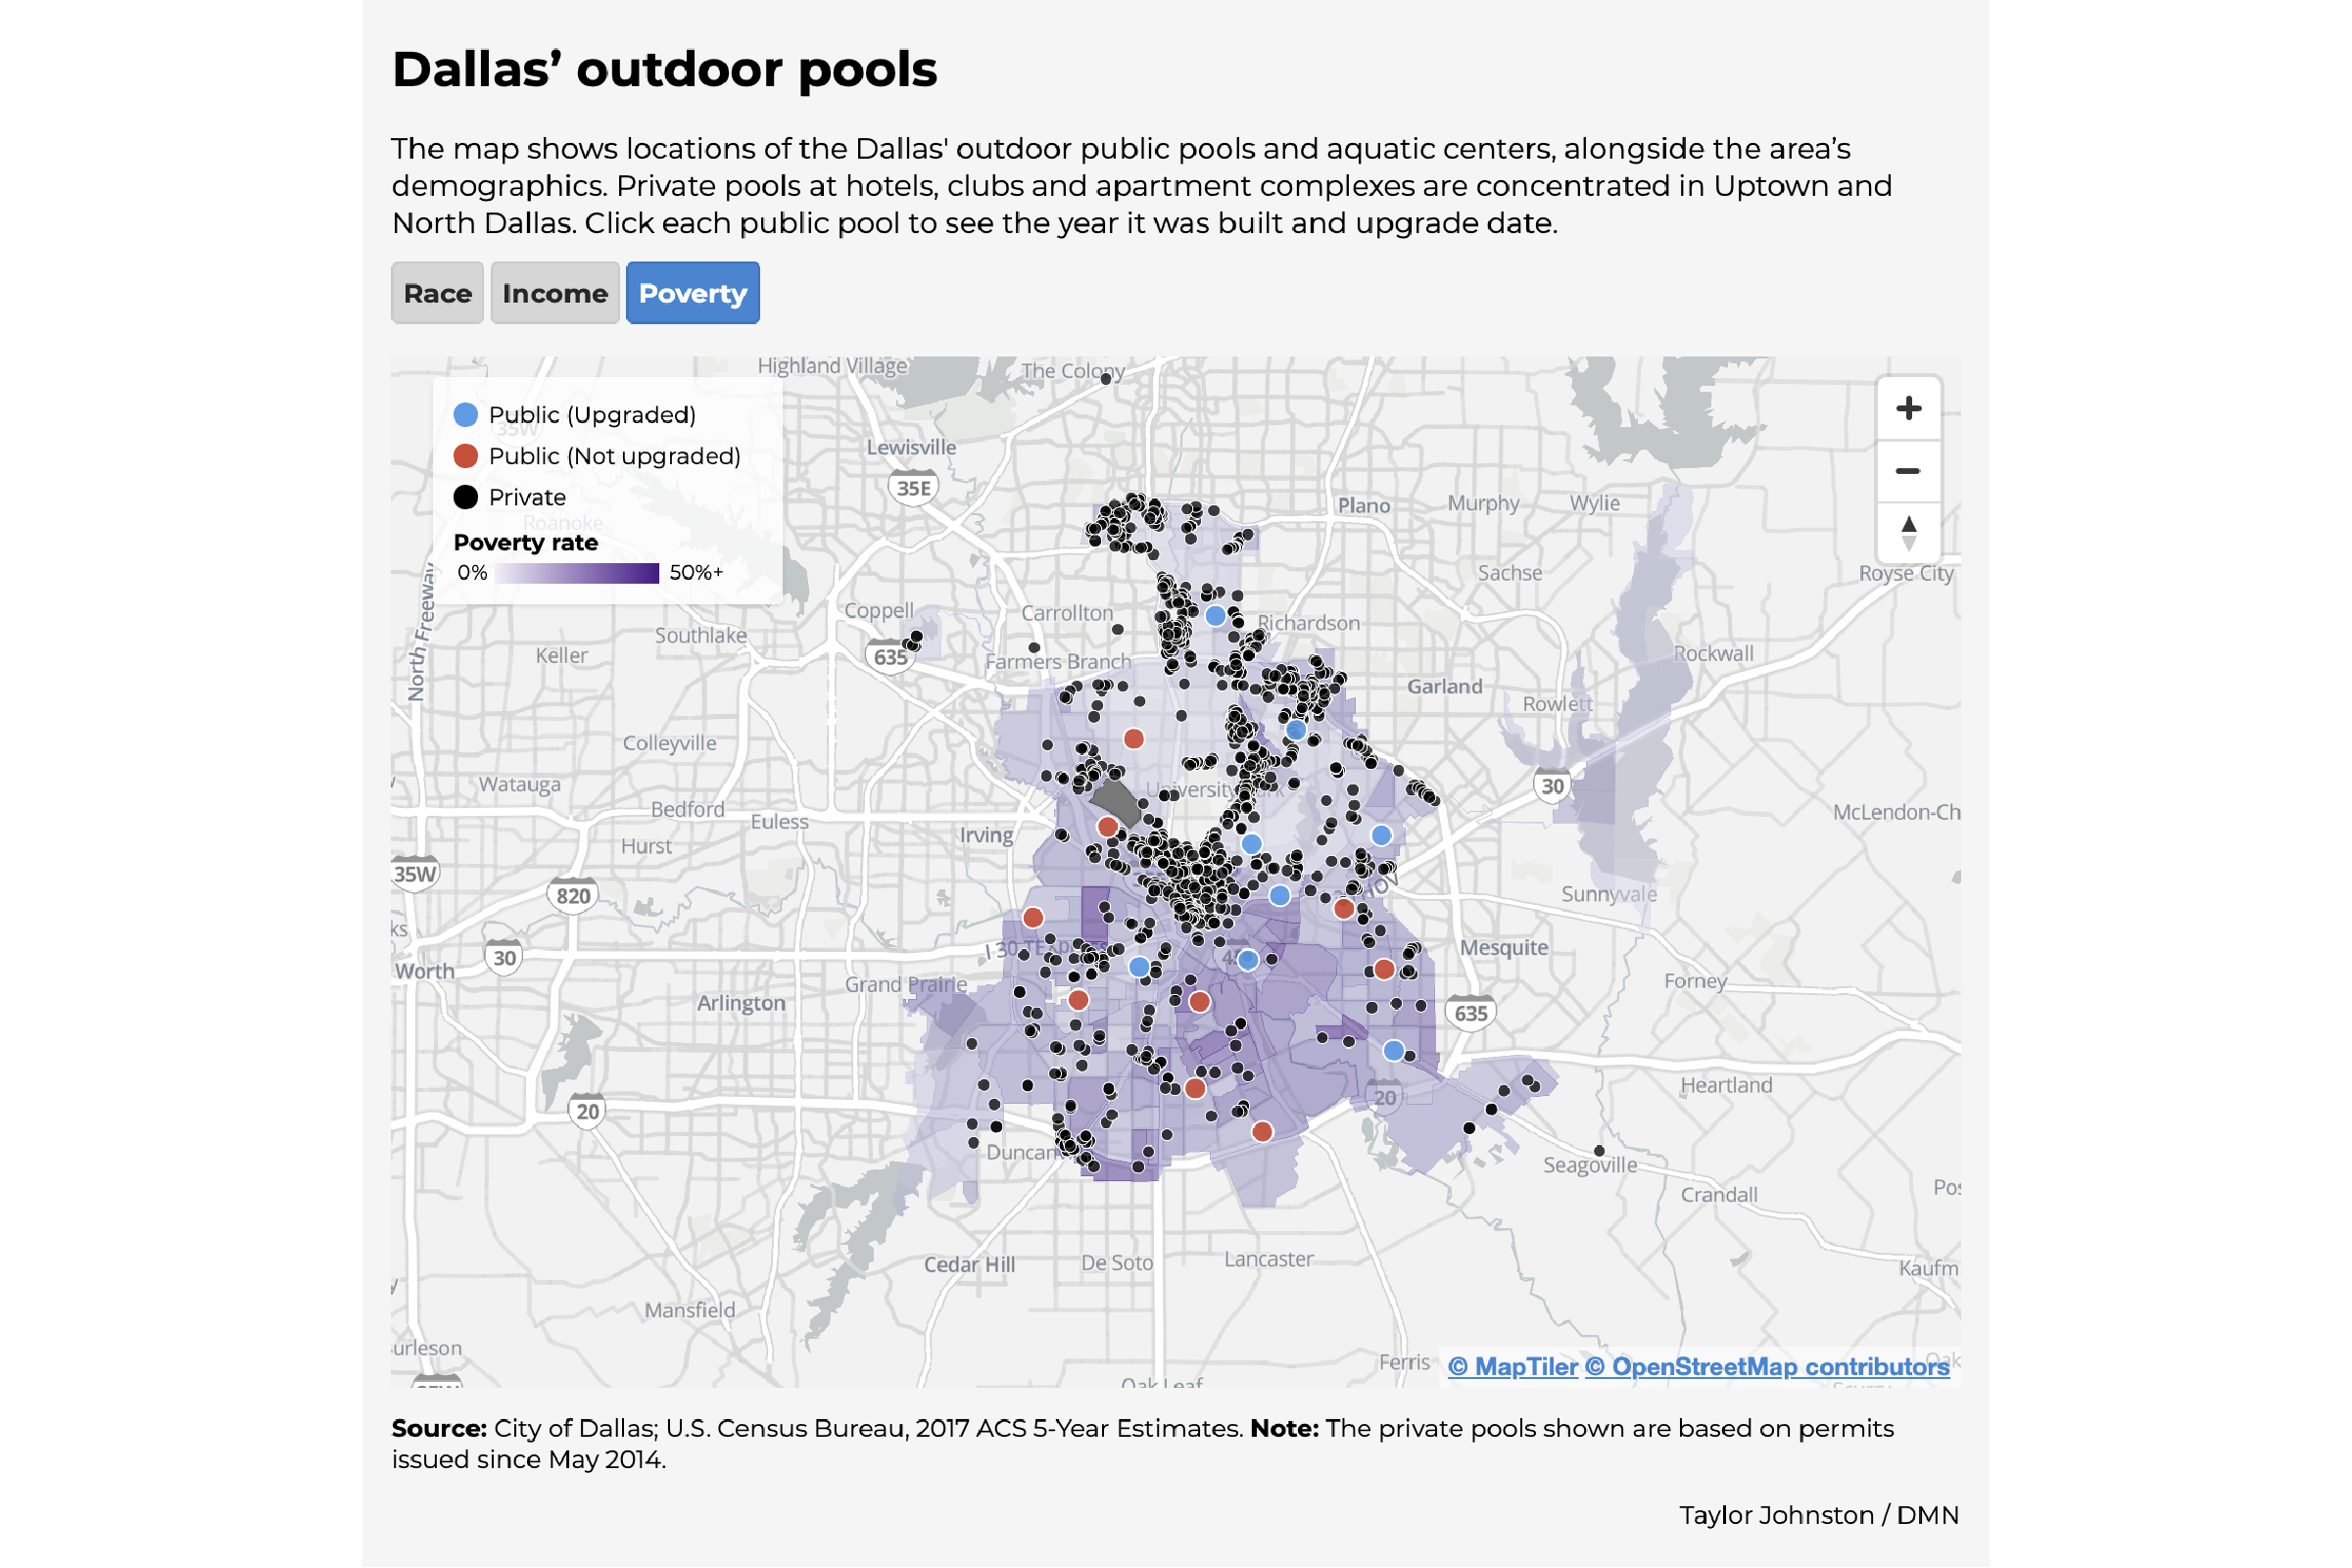 Dallas’ outdoor pools
The map shows locations of the Dallas' outdoor public pools and aquatic centers, alongside the area’s
demographics. Private pools at hotels, clubs and apartment complexes are concentrated in Uptown and
North Dallas. Click each public pool to see the year it was built and upgrade date.
Race Income Poverty
Highland Village
The Colony
Public (Upgraded)
35W
Public (Not upgraded)
Private
Roanoke
Poverty rate
0% 50%+
+
−
Lewisville
35E
Plano
Murphy
Wylie
Sachse
Royse City
North Freeway
Coppell
Carrollton
Richardson
Southlake
635
Keller
Farmers Branch
Rockwall
Garland
Rowlett
Colleyville
Watauga
University
30
Bedford
Euless
McLendon-Ch
Irving
Hurst
35W
820
Sunnyvale
ks
I 30
Mesquite
30
Worth
Grand Prairie
Arlington
Forney
635
Heartland
20
20
Duncan
Seagoville
Crandall
Pos
Cedar Hill
De Soto
Lancaster
Kaufm
Mansfield
urleson
Ferris
Oak Leaf
© MapTiler © OpenStreetMap contributors
Source: City of Dallas; U.S. Census Bureau, 2017 ACS 5-Year Estimates. Note: The private pools shown are based on permits
issued since May 2014.
Taylor Johnston / DMN